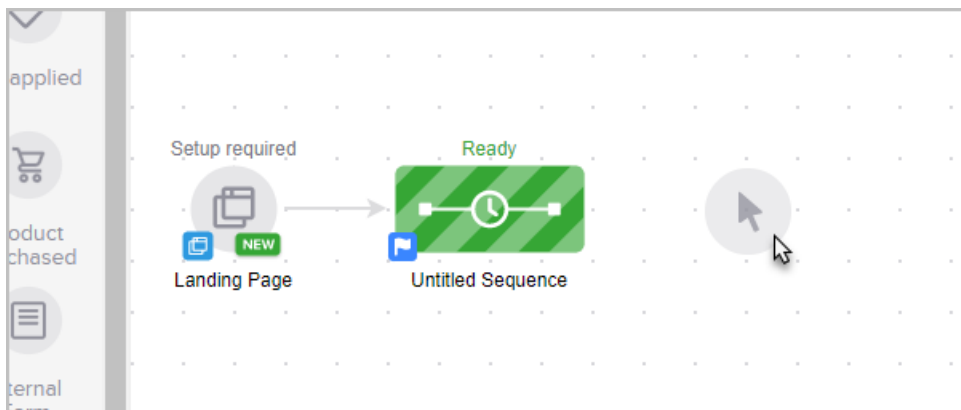 applied
oduct
chased
ternal
Setup required
Ready
NEW
Landing Page
Untitled Sequence